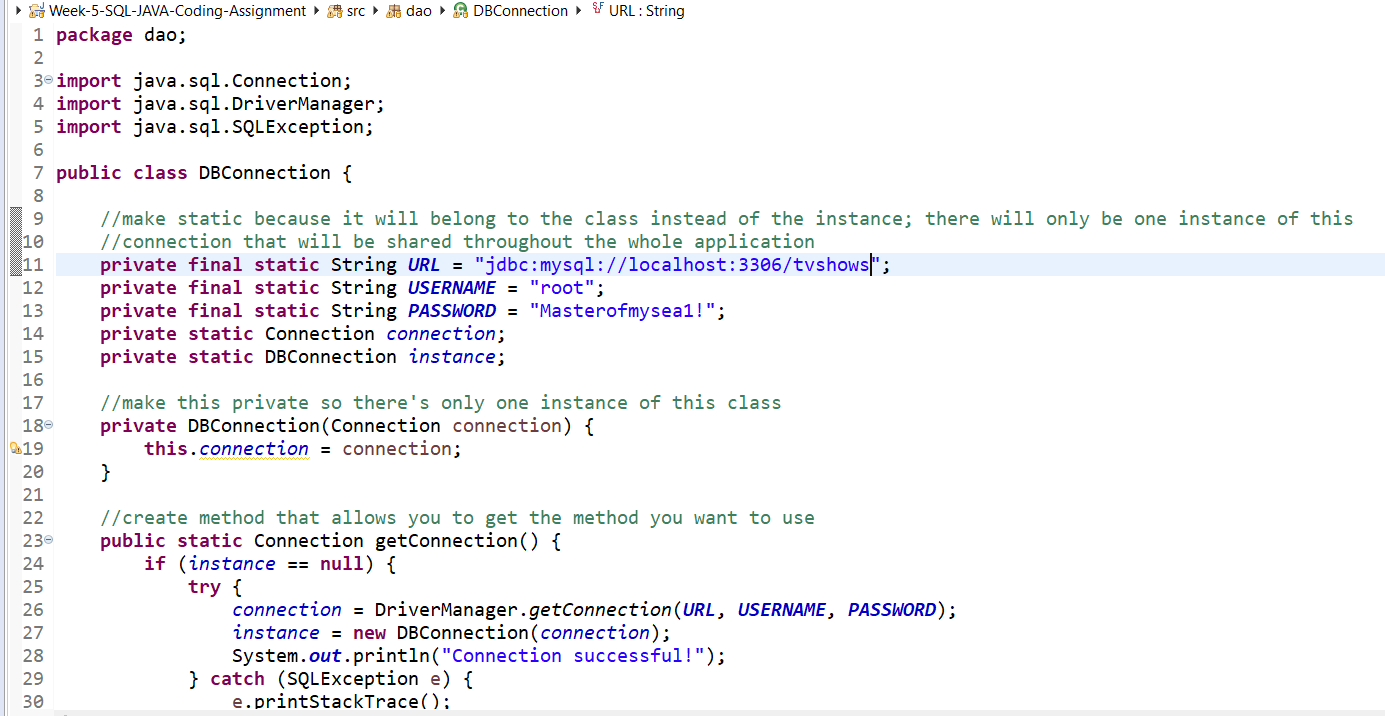 Week-5-SQL-JAVA-Coding-Assignment src dao DBConnection URL : String
1 package dao;
2
3 import java.sql.Connection;
4 import java.sql.DriverManager;
5 import java.sql.SQLException;
6
7 public class DBConnection {
8
9 //make static because it will belong to the class instead of the instance; there will only be one instance of this
10 //connection that will be shared throughout the whole application
11 private final static String URL = "jdbc:mysql://localhost:3306/tvshows";
12 private final static String USERNAME = "root";
13 private final static String PASSWORD = "Masterofmysea1!";
14 private static Connection connection;
15 private static DBConnection instance;
16
17 //make this private so there's only one instance of this class
18 private DBConnection(Connection connection) {
19 this.connection = connection;
20 }
21
22 //create method that allows you to get the method you want to use
23 public static Connection getConnection() {
24 if (instance == null) {
25 try {
26 connection = DriverManager.getConnection(URL, USERNAME, PASSWORD);
27 instance = new DBConnection(connection);
28 System.out.println("Connection successful!");
29 } catch (SQLException e) {
30 e.printStackTrace();